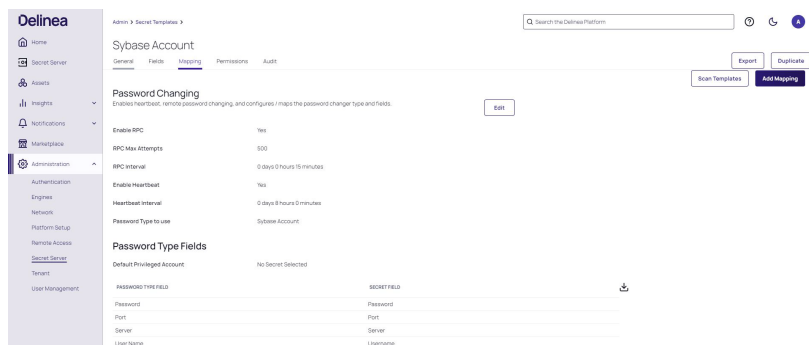 Delinea
Admin > Secret Templates >
Search the Delinea Platform
A
Home
Secret Server
Assets
Insights
Notifications
Marketplace
Administration
Authentication
Engines
Network
Platform Setup
Remote Access
Secret Server
Tenant
User Management
Sybase Account
General Fields Mapping Permissions Audit
Export Duplicate
Scan Templates Add Mapping
Password Changing
Enables heartbeat, remote password changing, and configures / maps the password changer type and fields.
Edit
Enable RPC Yes
RPC Max Attempts 500
RPC Interval 0 days 0 hours 15 minutes
Enable Heartbeat Yes
Heartbeat Interval 0 days 8 hours 0 minutes
Password Type to use Sybase Account
Password Type Fields
Default Privileged Account No Secret Selected
PASSWORD TYPE FIELD SECRET FIELD
Password Password
Port Port
Server Server
User Name Username